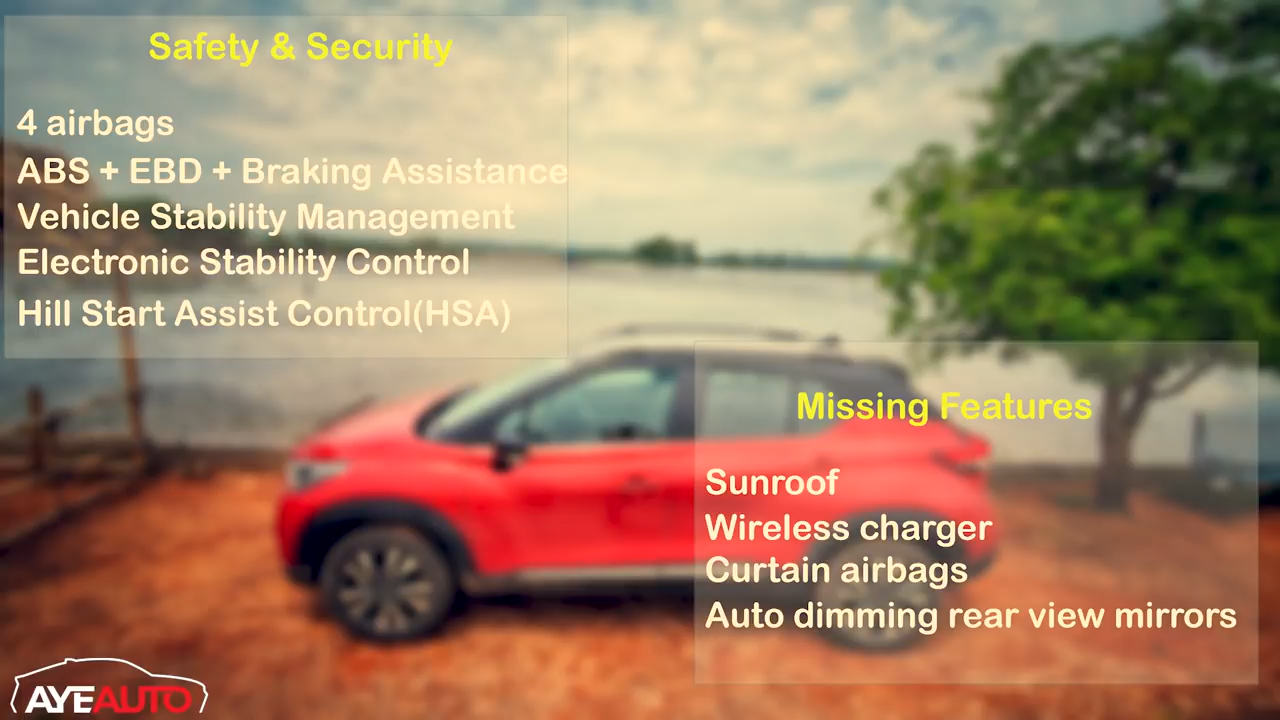 Safety & Security
4 airbags
ABS + EBD + Braking Assistance
Vehicle Stability Management
Electronic Stability Control
Hill Start Assist Control(HSA)
Missing Features
Sunroof
Wireless charger
Curtain airbags
Auto dimming rear view mirrors
AYEAUTO